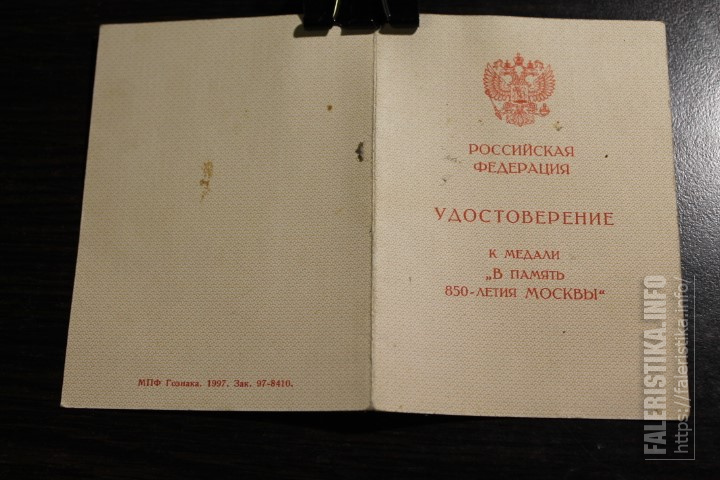 РОССИЙСКАЯ
ФЕДЕРАЦИЯ
УДОСТОВЕРЕНИЕ
К МЕДАЛИ
„В ПАМЯТЬ
850-ЛЕТИЯ МОСКВЫ“
МПФ Гознака. 1997. Зак. 97-8410.
FALERISTIKA.INFO
https://faleristika.info/